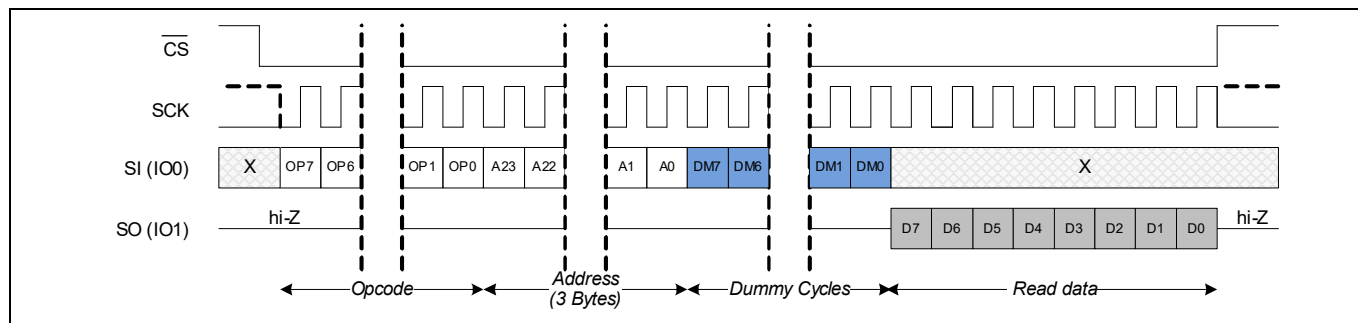 CS
SCK
SI (IO0) X OP7 OP6 OP1 OP0 A23 A22 A1 A0 DM7 DM6 DM1 DM0 X
SO (IO1) hi-Z D7 D6 D5 D4 D3 D2 D1 D0 hi-Z
Opcode Address (3 Bytes) Dummy Cycles Read data